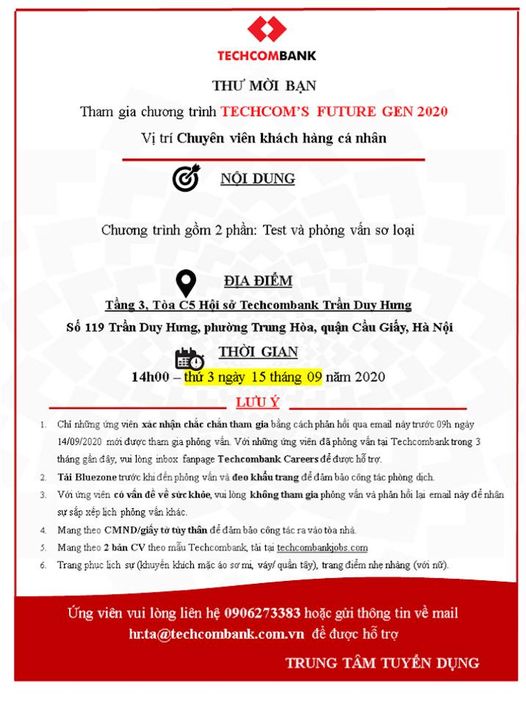 TECHCOMBANK
THƯ MỜI BẠN
Tham gia chương trình TECHCOM'S FUTURE GEN 2020
Vị trí Chuyên viên khách hàng cá nhân
NỘI DUNG
Chương trình gồm 2 phần: Test và phỏng vấn sơ loại
ĐỊA ĐIỂM
Tầng 3, Tòa C5 Hội sở Techcombank Trần Duy Hưng
Số 119 Trần Duy Hưng, phường Trung Hòa, quận Cầu Giấy, Hà Nội
THỜI GIAN
14h00 – thứ 3 ngày 15 tháng 09 năm 2020
LƯU Ý
1. Chỉ những ứng viên xác nhận chắc chắn tham gia bằng cách phản hồi qua email này trước 09h ngày
14/09/2020 mới được tham gia phỏng vấn. Với những ứng viên đã phỏng vấn tại Techcombank trong 3
tháng gần đây, vui lòng inbox fanpage Techcombank Careers để được hỗ trợ.
2. Tải Bluezone trước khi đến phỏng vấn và đeo khẩu trang để đảm bảo công tác phòng dịch.
3. Với ứng viên có vấn đề về sức khỏe, vui lòng không tham gia phỏng vấn và phản hồi lại email này để nhân
sự sắp xếp lịch phỏng vấn khác.
4. Mang theo CMND/giấy tờ tùy thân để đảm bảo công tác ra vào tòa nhà.
5. Mang theo 2 bản CV theo mẫu Techcombank, tải tại techcombankjobs.com
6. Trang phục lịch sự (khuyến khích mặc áo sơ mi, váy/ quần tây), trang điểm nhẹ nhàng (với nữ).
Ứng viên vui lòng liên hệ 0906273383 hoặc gửi thông tin về mail
hr.ta@techcombank.com.vn để được hỗ trợ
TRUNG TÂM TUYỂN DỤNG